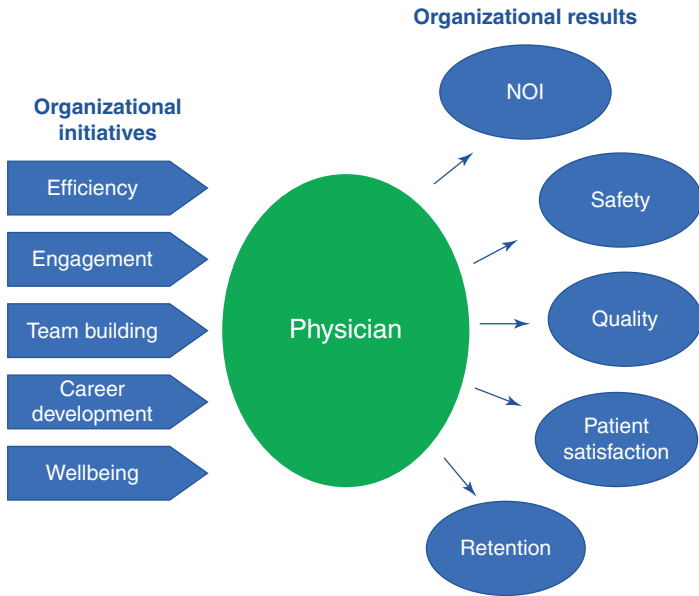 Organizational results
NOI
Organizational
initiatives
Efficiency
Safety
Engagement
Team building
Physician
Quality
Career
development
Patient
satisfaction
Wellbeing
Retention